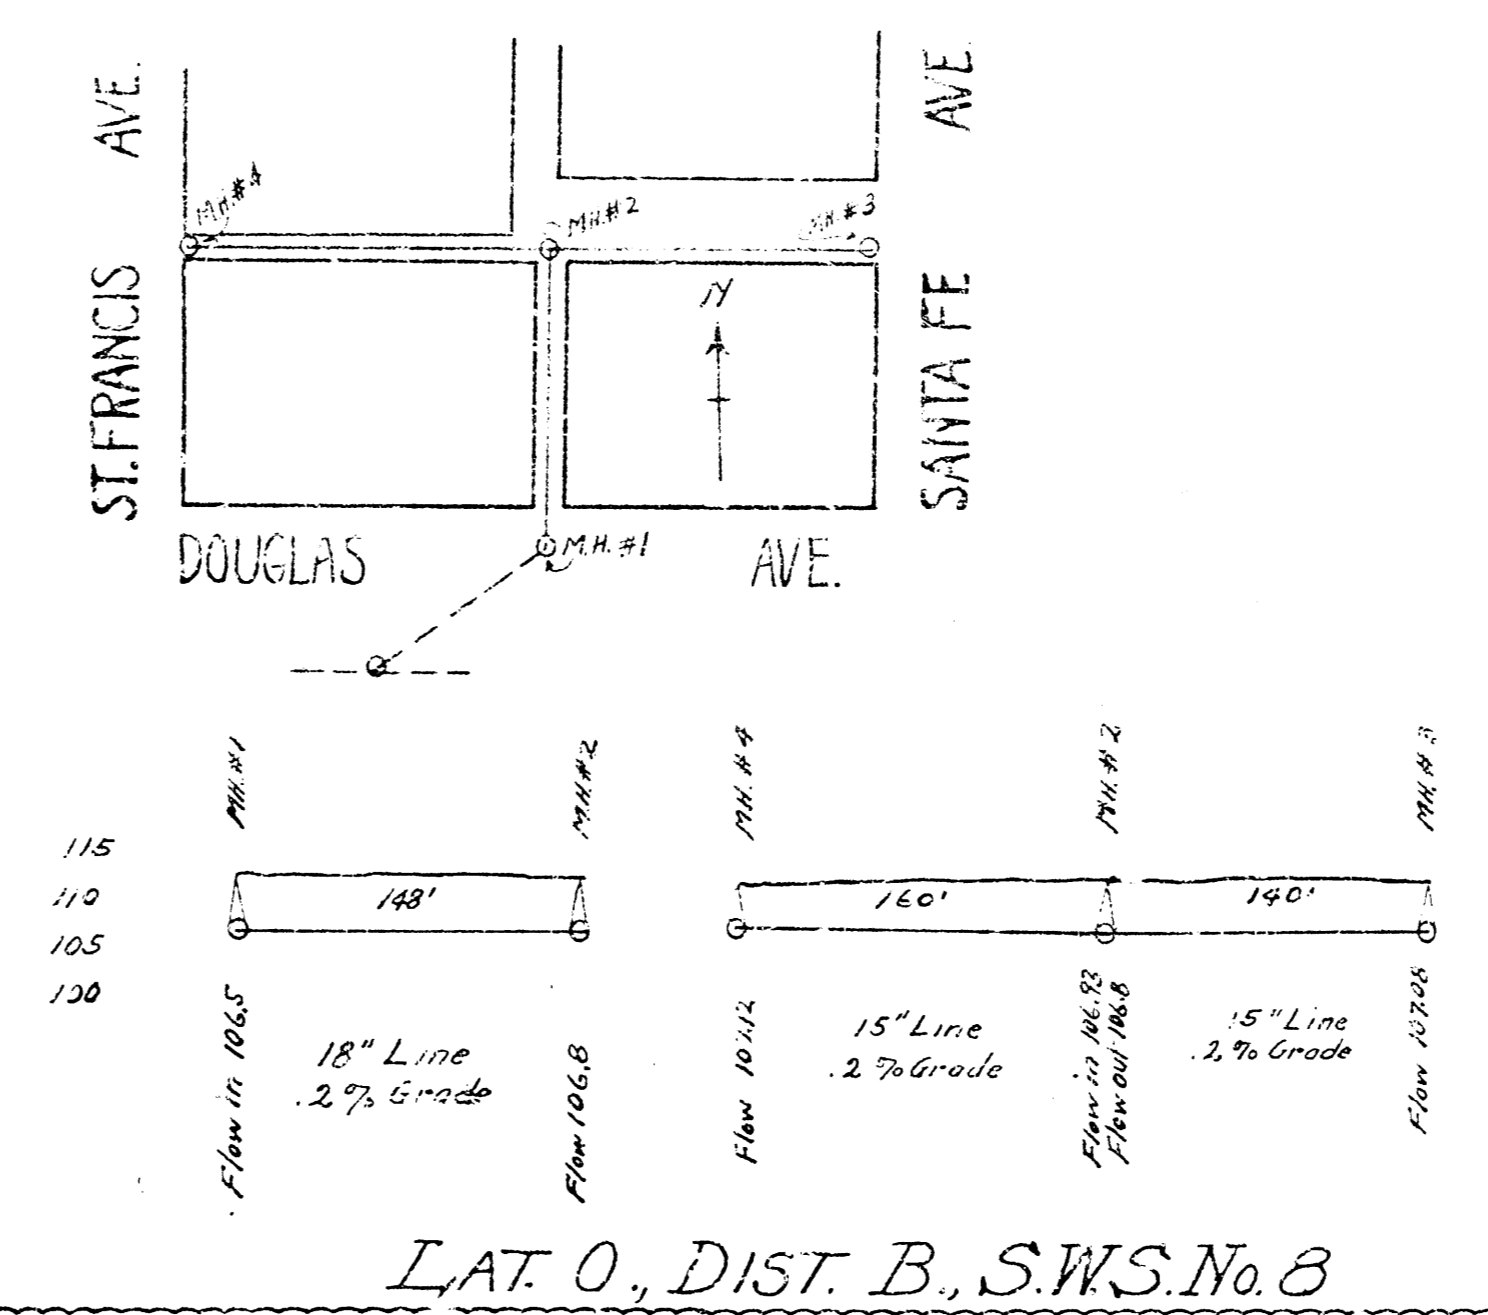 AVE.
AVE
M.H.#4
M.H.#2
M.H.#3
ST. FRANCIS
N
SANTA FE
DOUGLAS AVE.
M.H.#1
M.H.#1
M.H.#2
M.H.#4
M.H.#2
M.H.#3
115
110
105
100
148'
160'
140'
Flow in 106.5
18" Line
.2% Grade
Flow 106.8
Flow 107.12
15" Line
.2% Grade
Flow in 106.93
Flow out 106.8
15" Line
.2% Grade
Flow 107.08
LAT. O., DIST. B., S.W.S. No. 8